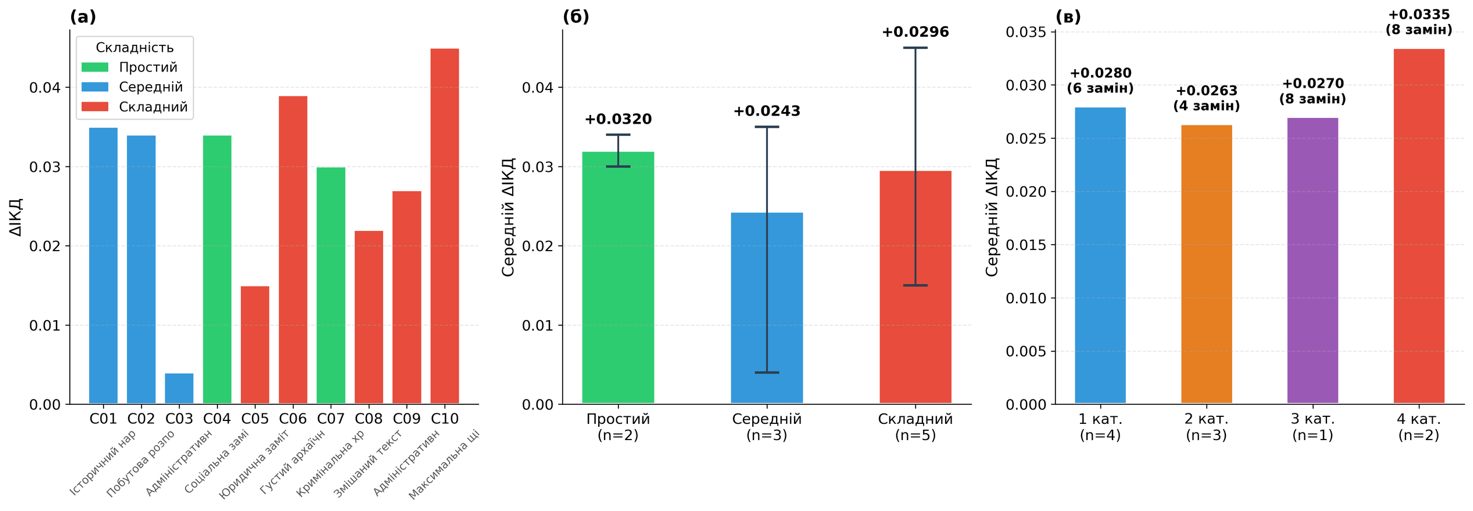 (а)
ΔІКД
0.04
0.03
0.02
0.01
0.00
Складність
Простий
Середній
Складний
C01 C02 C03 C04 C05 C06 C07 C08 C09 C10
Історичний нар
Побутова розпо
Адміністративн
Соціальна замі
Юридична заміт
Густий архаїчн
Кримінальна хр
Змішаний текст
Адміністративн
Максимальна щі
(б)
Середній ΔІКД
0.04
0.03
0.02
0.01
0.00
+0.0320
+0.0243
+0.0296
Простий
(n=2)
Середній
(n=3)
Складний
(n=5)
(в)
Середній ΔІКД
0.035
0.030
0.025
0.020
0.015
0.010
0.005
0.000
+0.0280
(6 замін)
+0.0263
(4 замін)
+0.0270
(8 замін)
+0.0335
(8 замін)
1 кат.
(n=4)
2 кат.
(n=3)
3 кат.
(n=1)
4 кат.
(n=2)